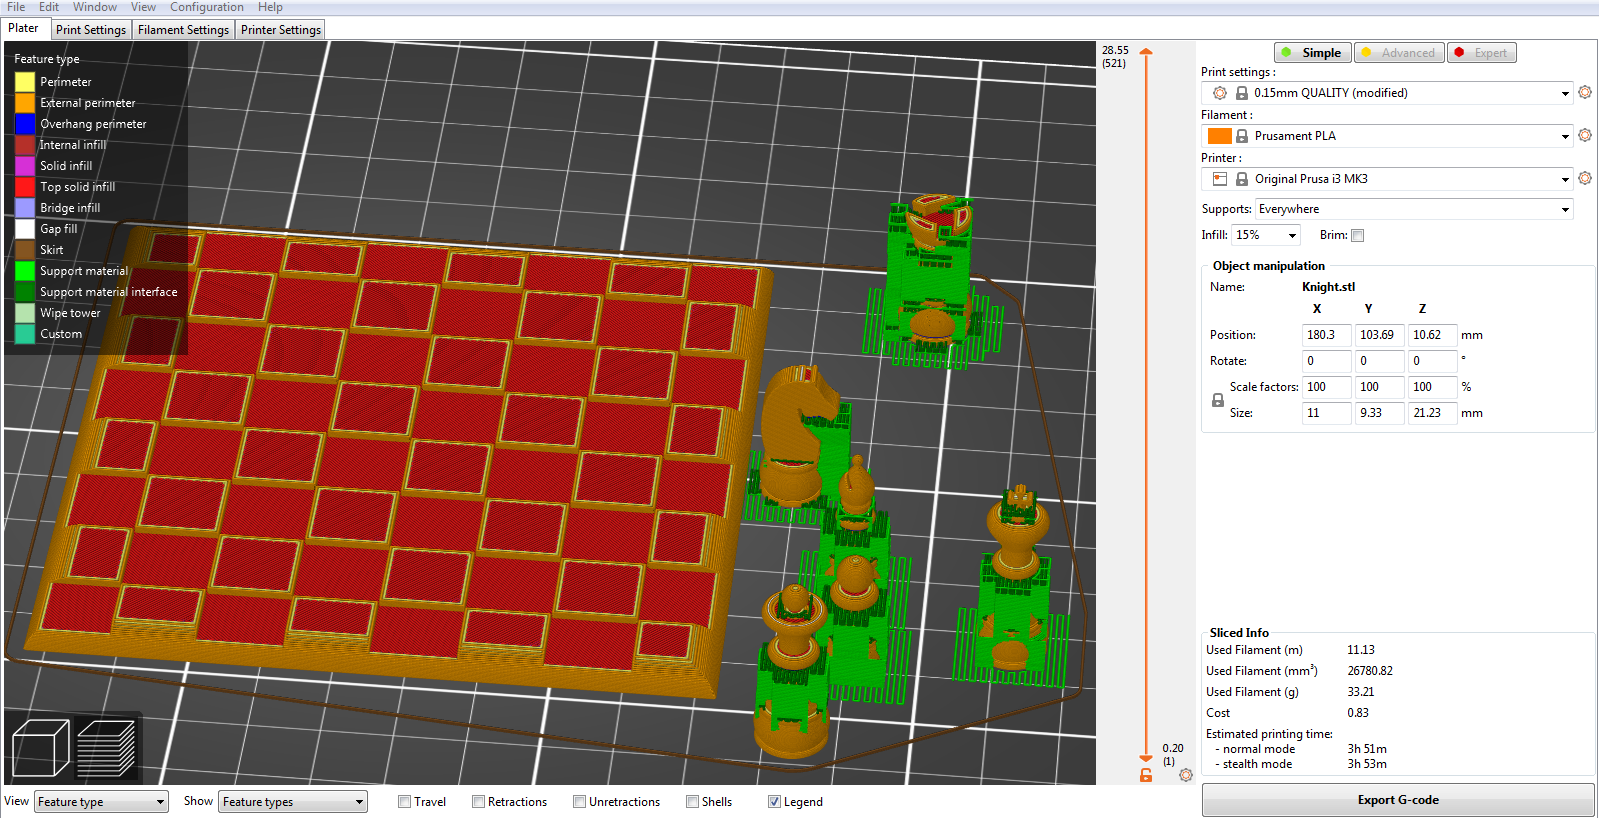 File Edit Window View Configuration Help
Plater Print Settings Filament Settings Printer Settings
Feature type
Perimeter
External perimeter
Overhang perimeter
Internal infill
Solid infill
Top solid infill
Bridge infill
Gap fill
Skirt
Support material
Support material interface
Wipe tower
Custom
28.55
(521)
0.20
(1)
Simple Advanced Expert
Print settings :
0.15mm QUALITY (modified)
Filament :
Prusament PLA
Printer :
Original Prusa i3 MK3
Supports: Everywhere
Infill: 15% Brim:
Object manipulation
Name: Knight.stl
X Y Z
Position: 180.3 103.69 10.62 mm
Rotate: 0 0 0 °
Scale factors: 100 100 100 %
Size: 11 9.33 21.23 mm
Sliced Info
Used Filament (m) 11.13
Used Filament (mm³) 26780.82
Used Filament (g) 33.21
Cost 0.83
Estimated printing time:
- normal mode 3h 51m
- stealth mode 3h 53m
View Feature type Show Feature types Travel Retractions Unretractions Shells Legend
Export G-code